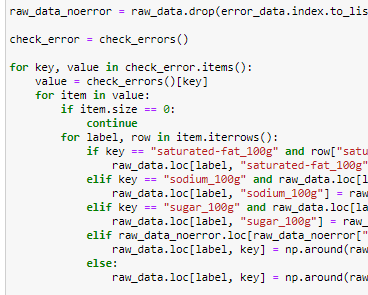 raw_data_noerror = raw_data.drop(error_data.index.to_lis
check_error = check_errors()
for key, value in check_error.items():
    value = check_errors()[key]
    for item in value:
        if item.size == 0:
            continue
        for label, row in item.iterrows():
            if key == "saturated-fat_100g" and row["satu
                raw_data.loc[label, "saturated-fat_100g"
            elif key == "sodium_100g" and raw_data.loc[l
                raw_data.loc[label, "sodium_100g"] = raw
            elif key == "sugar_100g" and raw_data.loc[la
                raw_data.loc[label, "sugar_100g"] = raw_
            elif raw_data_noerror.loc[raw_data_noerror["
                raw_data.loc[label, key] = np.around(raw
            else:
                raw_data.loc[label, key] = np.around(raw